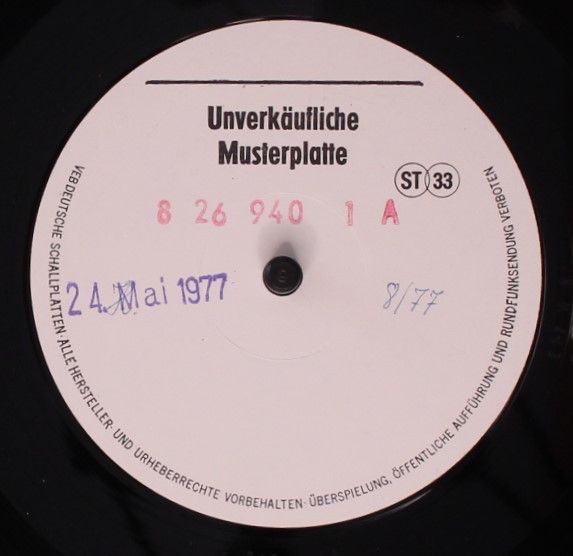 Unverkäufliche
Musterplatte
ST 33
8 26 940 1 A
24. Mai 1977
8/77
VEB DEUTSCHE SCHALLPLATTEN · ALLE HERSTELLER- UND URHEBERRECHTE VORBEHALTEN · ÜBERSPIELUNG, ÖFFENTLICHE AUFFÜHRUNG UND RUNDFUNKSENDUNG VERBOTEN